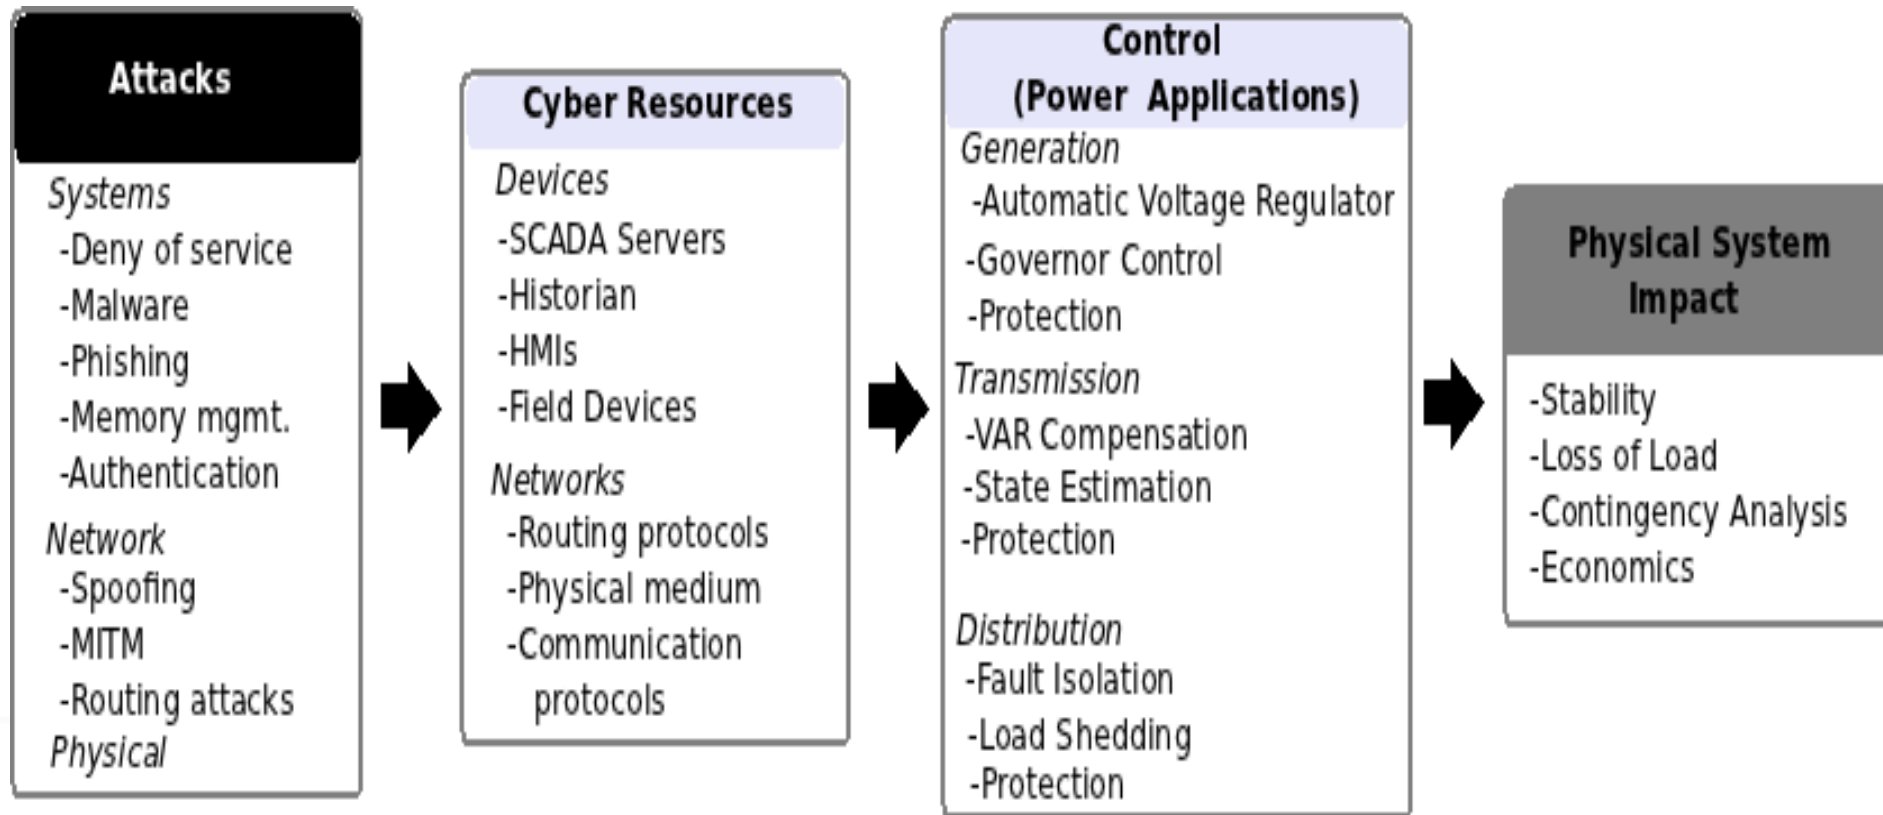 Attacks
Systems
-Deny of service
-Malware
-Phishing
-Memory mgmt.
-Authentication
Network
-Spoofing
-MITM
-Routing attacks
Physical
Cyber Resources
Devices
-SCADA Servers
-Historian
-HMIs
-Field Devices
Networks
-Routing protocols
-Physical medium
-Communication
protocols
Control
(Power Applications)
Generation
-Automatic Voltage Regulator
-Governor Control
-Protection
Transmission
-VAR Compensation
-State Estimation
-Protection
Distribution
-Fault Isolation
-Load Shedding
-Protection
Physical System
Impact
-Stability
-Loss of Load
-Contingency Analysis
-Economics